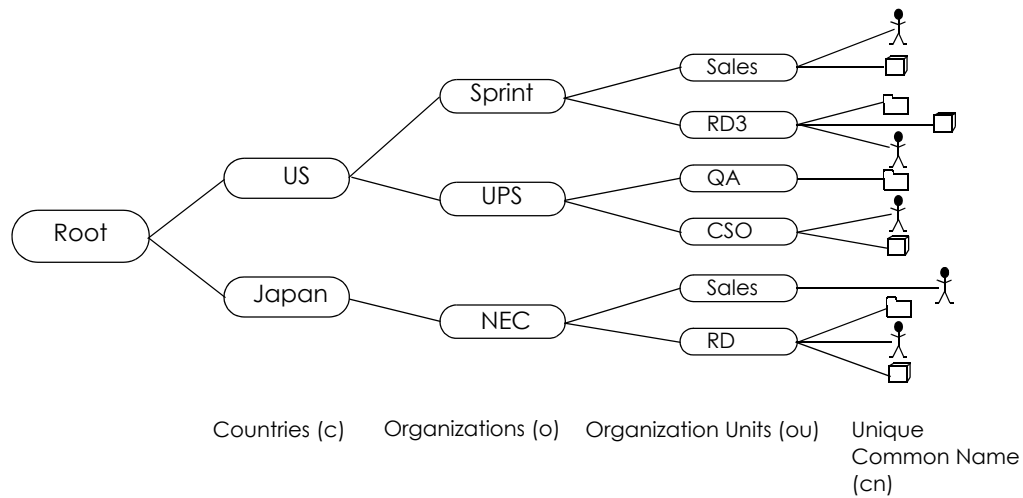 Root
US
Japan
Sprint
UPS
NEC
Sales
RD3
QA
CSO
Sales
RD
Countries (c)
Organizations (o)
Organization Units (ou)
Unique
Common Name
(cn)